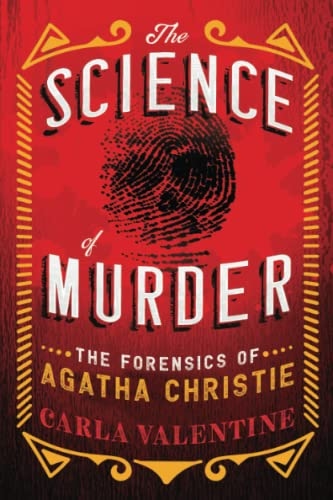 The
SCIENCE
of
MURDER
THE FORENSICS OF
AGATHA CHRISTIE
CARLA VALENTINE